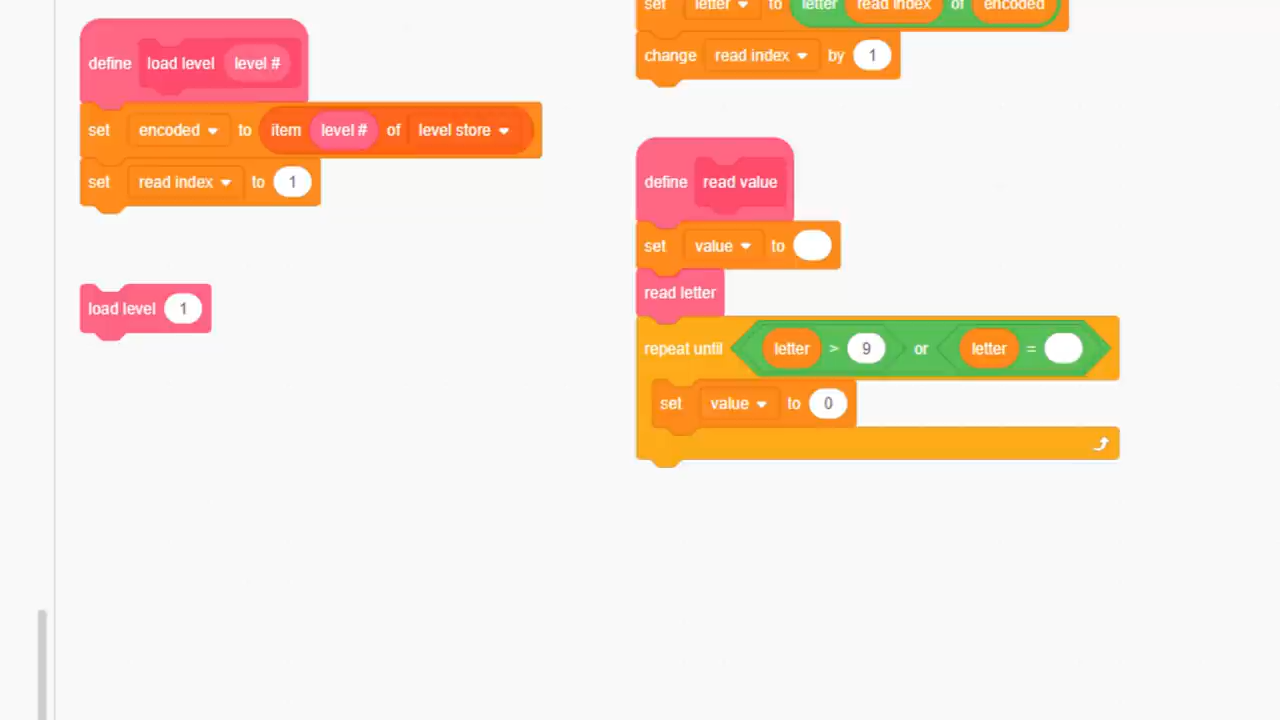 define load level level #
set encoded to item level # of level store
set read index to 1
load level 1
set letter to letter read index of encoded
change read index by 1
define read value
set value to
read letter
repeat until letter > 9 or letter =
set value to 0